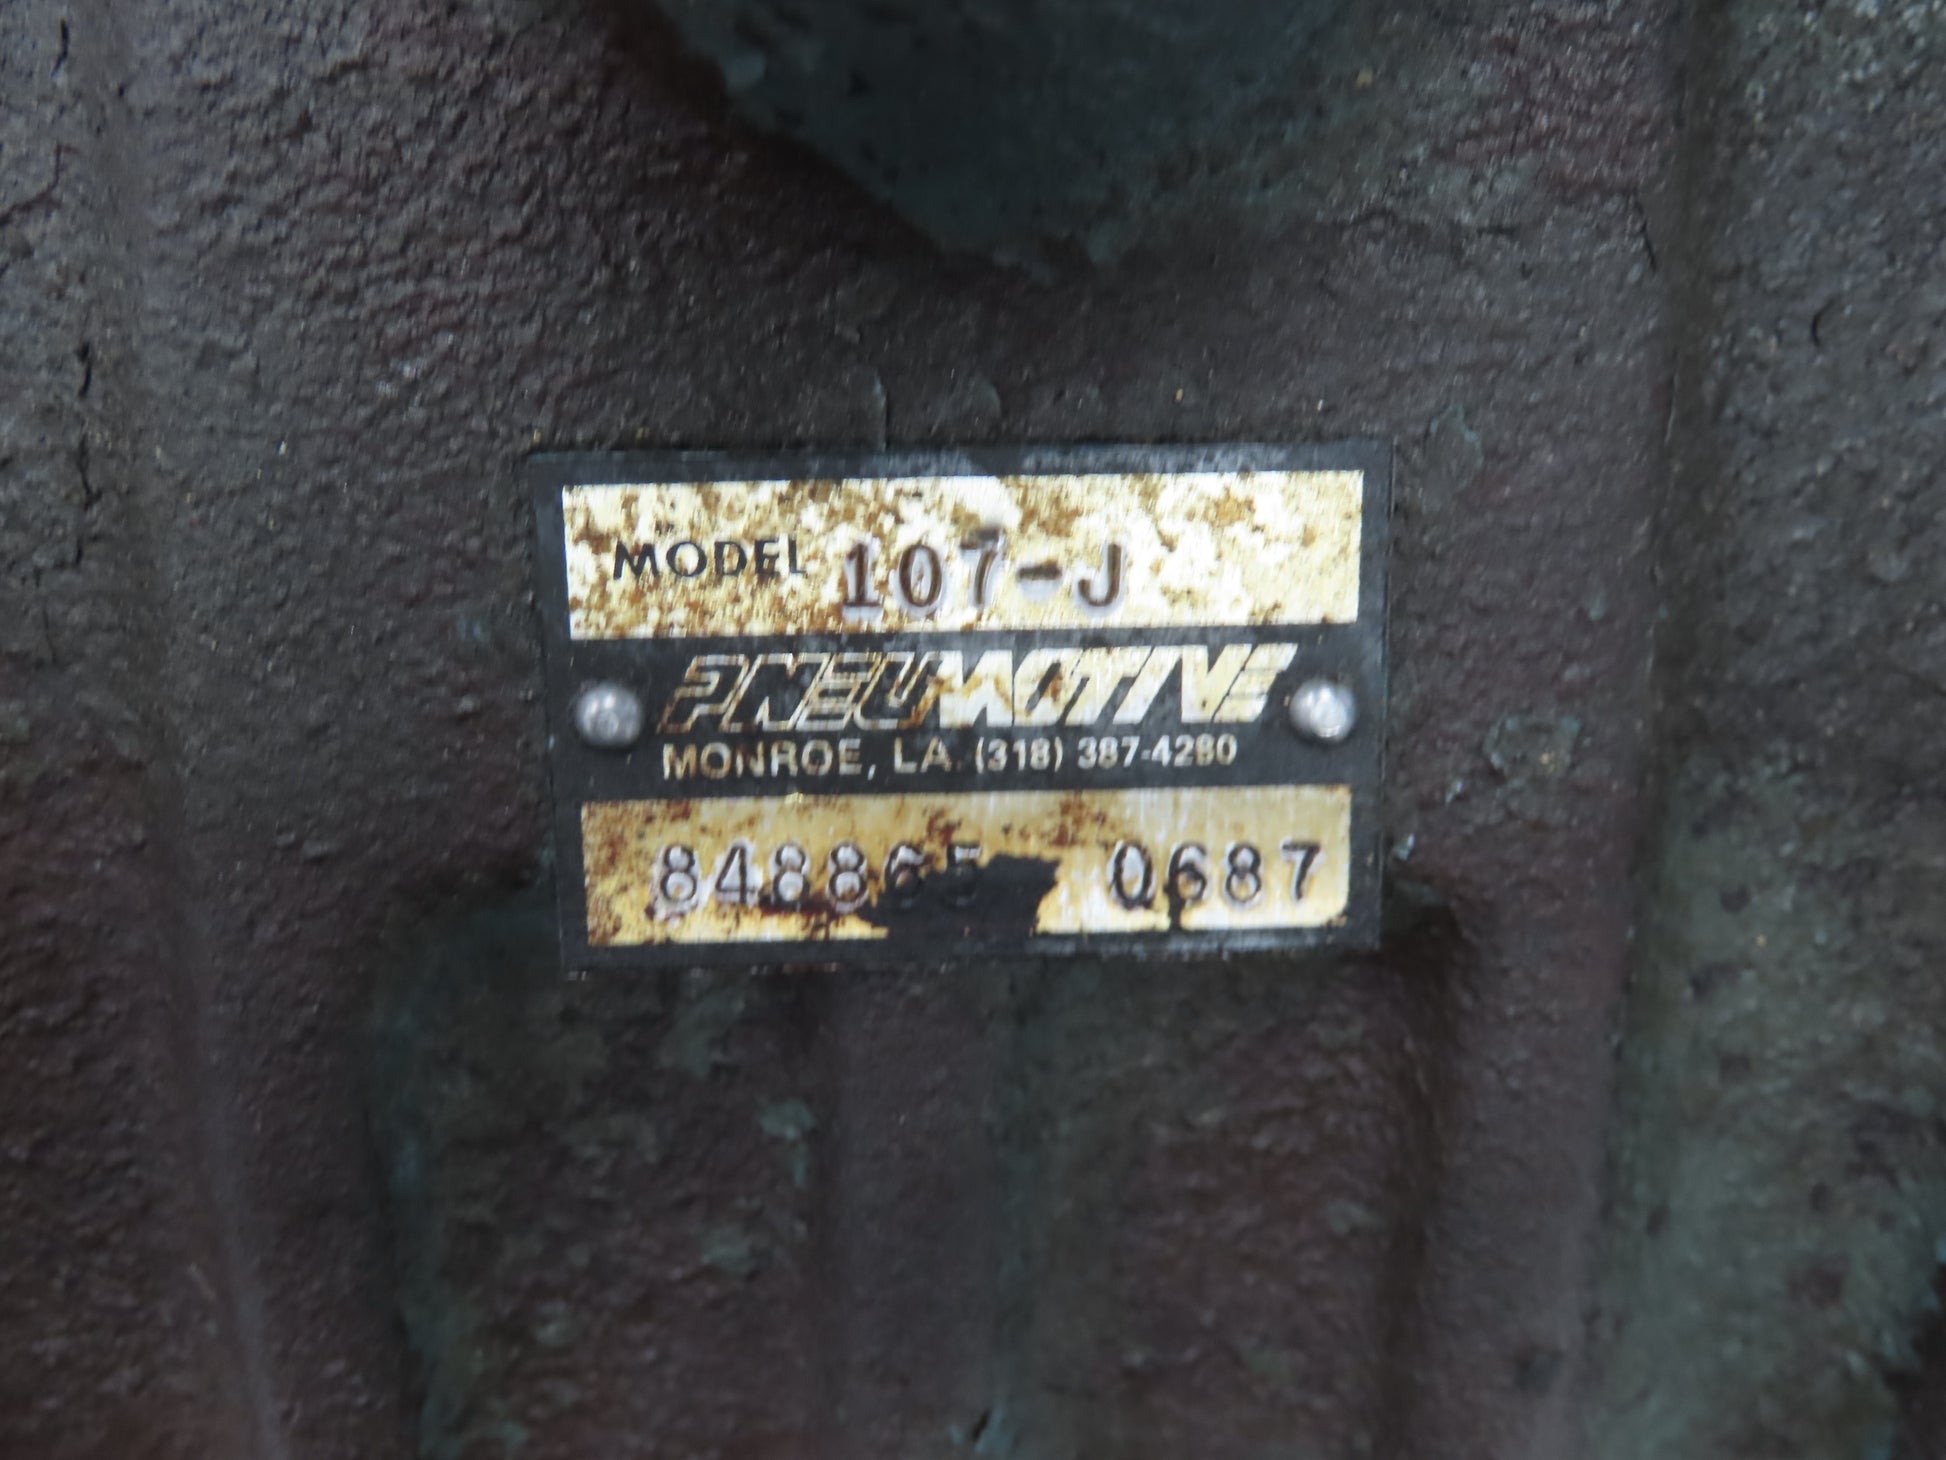 MODEL 107-J
PNEUMOTIVE
MONROE, LA. (318) 387-4280
848865 0687